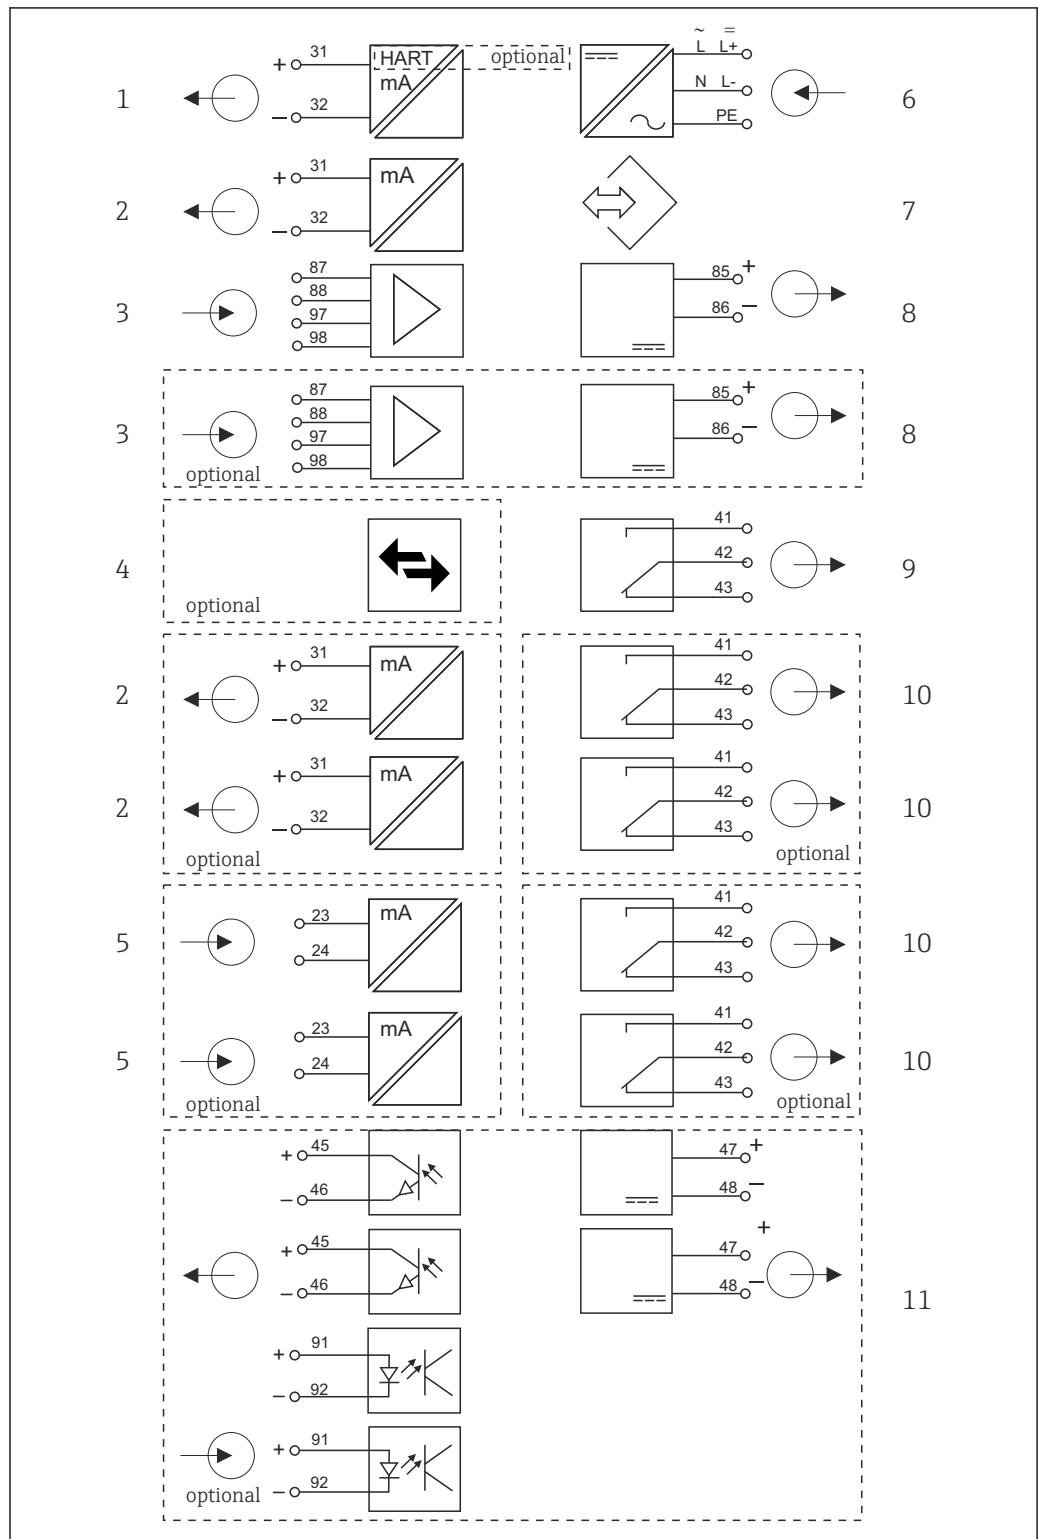 ~ =
31 HART optional L L+
+
1 mA N L- 6
32
− PE
31
+ mA
2 7
32
−
87 85 +
88
3 97 86 − 8
98
87 85 +
88
3 97 86 − 8
98
optional
41
4 42 9
43
optional
31 41
+ mA
2 42 10
32
− 43
31 41
+ mA
2 42 10
32
− 43
optional optional
23 mA 41
5 24 42 10
43
23 mA 41
5 24 42 10
43
optional optional
+ 45 47 +
− 46 48 −
+
+ 45 47
− 46 48 −
11
+ 91
− 92
+ 91
− 92
optional